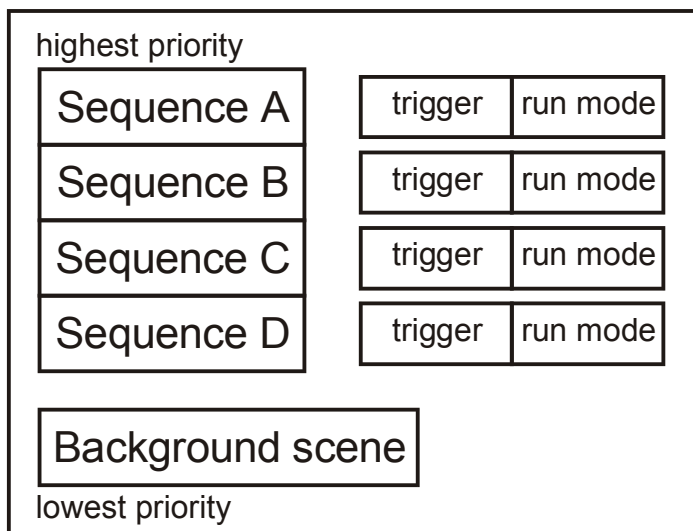 highest priority
Sequence A trigger run mode
Sequence B trigger run mode
Sequence C trigger run mode
Sequence D trigger run mode
Background scene
lowest priority